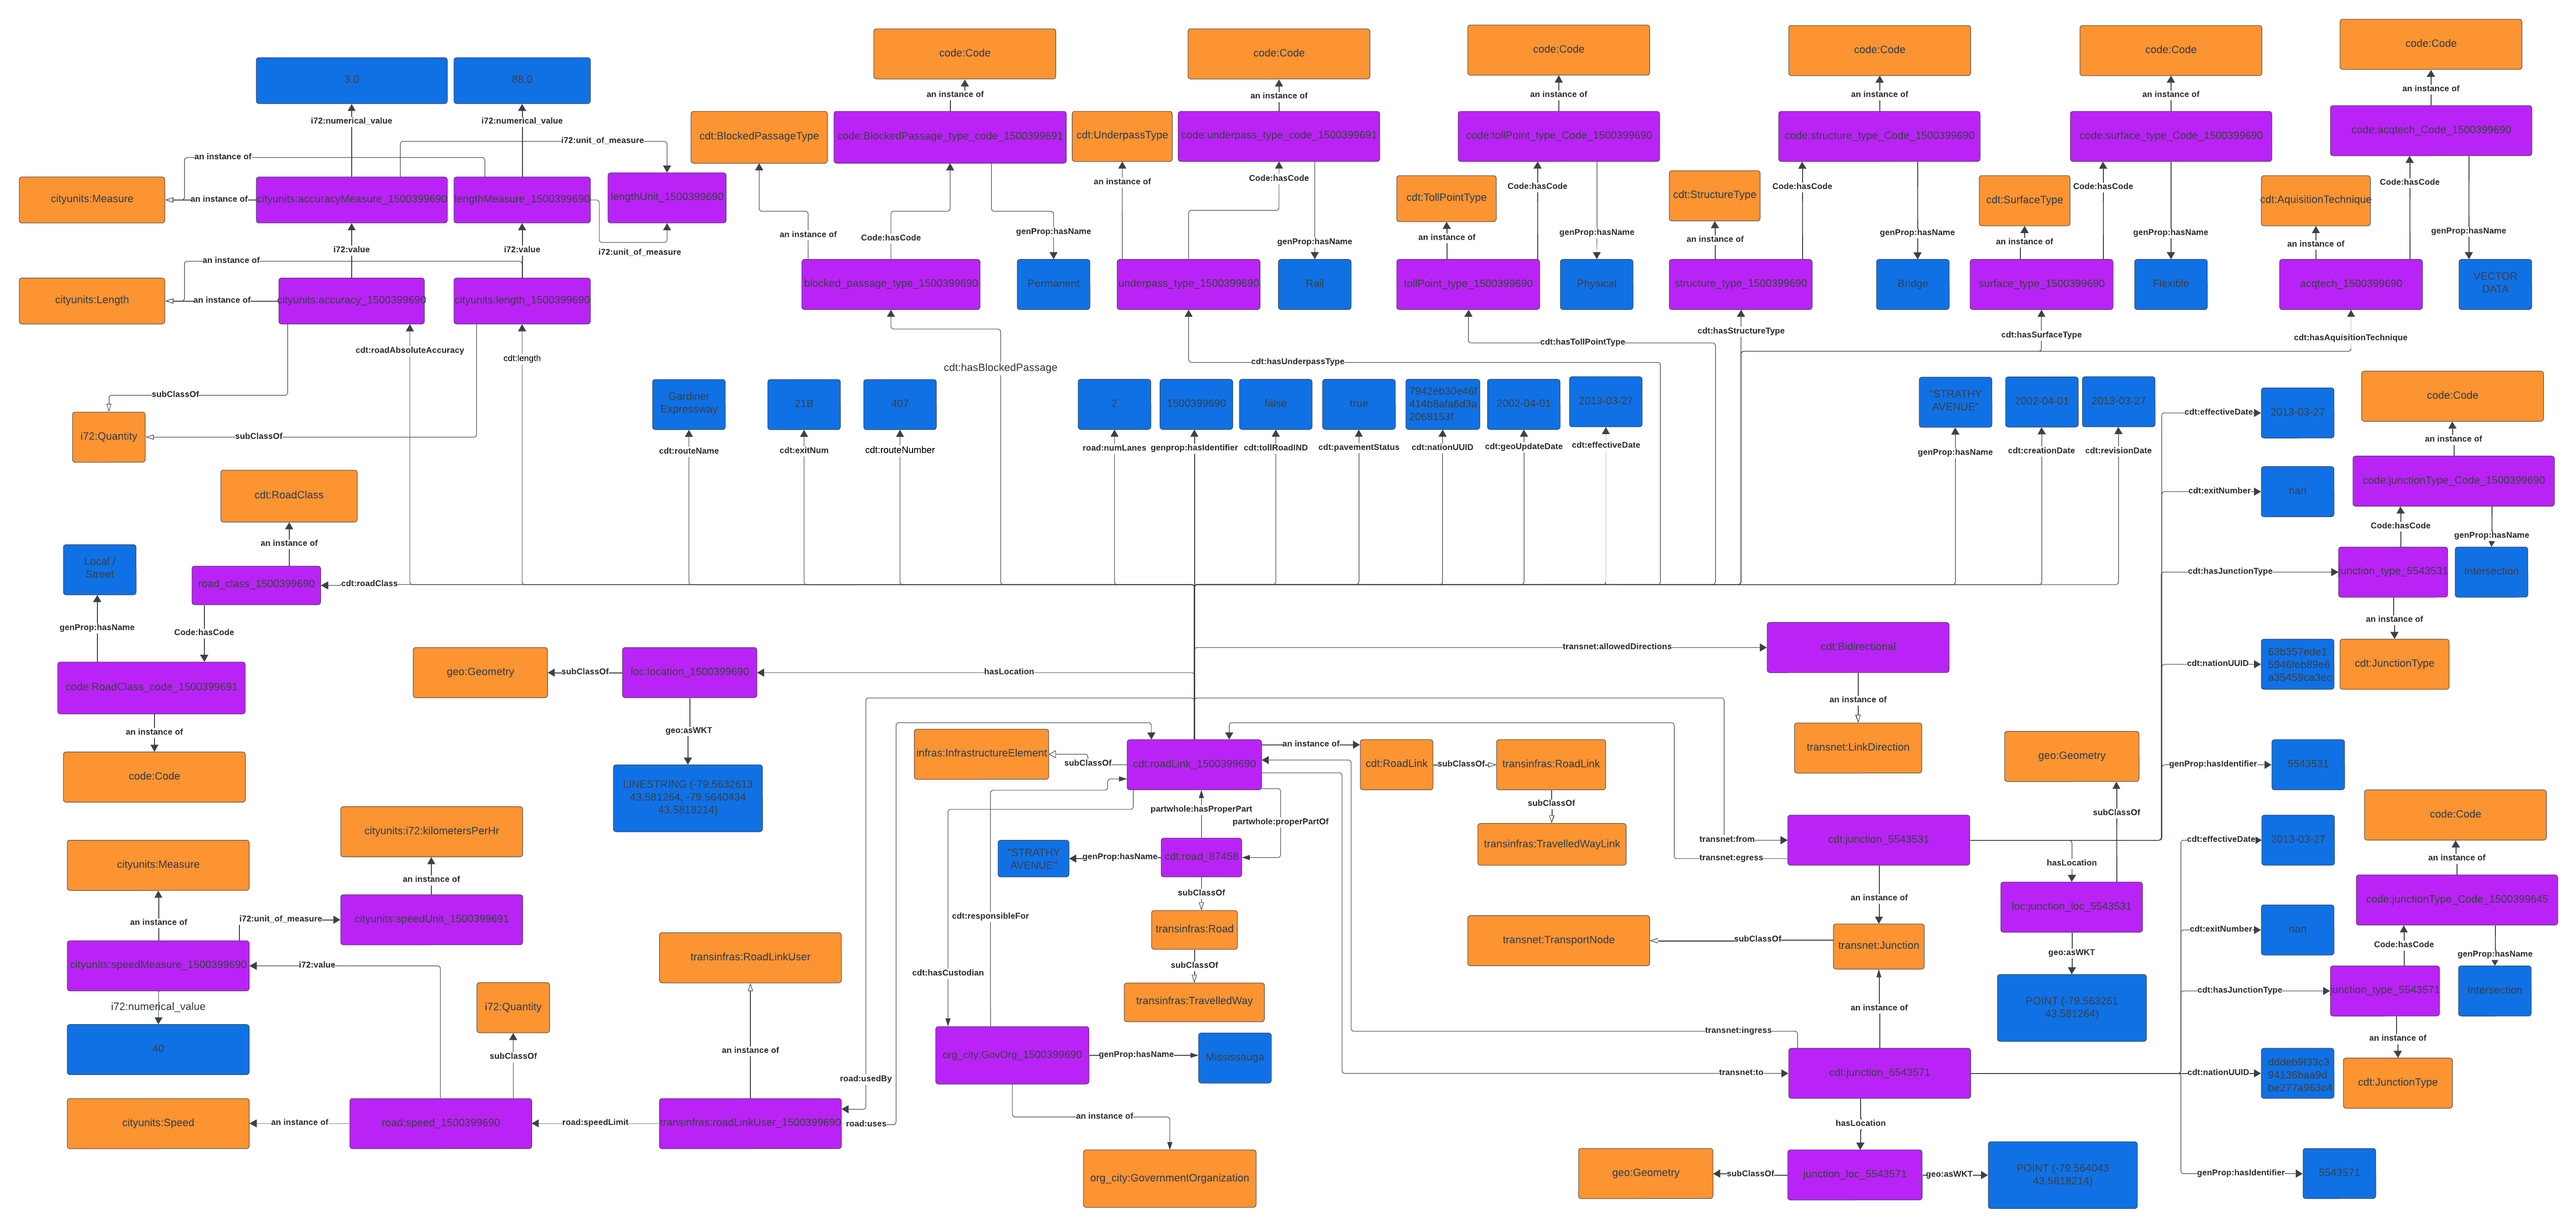 code:Code
code:Code
code:Code
code:Code
code:Code
code:Code
3.0
88.0
an instance of
an instance of
an instance of
an instance of
an instance of
an instance of
i72:numerical_value
i72:numerical_value
cdt:BlockedPassageType
code:BlockedPassage_type_code_1500399691
cdt:UnderpassType
code:underpass_type_code_1500399691
code:tollPoint_type_Code_1500399690
code:structure_type_Code_1500399690
code:surface_type_Code_1500399690
code:acqtech_Code_1500399690
i72:unit_of_measure
an instance of
cityunits:Measure
an instance of
cityunits:accuracyMeasure_1500399690
lengthMeasure_1500399690
lengthUnit_1500399690
an instance of
Code:hasCode
cdt:TollPointType
Code:hasCode
cdt:StructureType
Code:hasCode
cdt:SurfaceType
Code:hasCode
cdt:AquisitionTechnique
Code:hasCode
an instance of
Code:hasCode
genProp:hasName
genProp:hasName
an instance of
genProp:hasName
an instance of
genProp:hasName
an instance of
genProp:hasName
an instance of
genProp:hasName
i72:value
i72:value
i72:unit_of_measure
an instance of
cityunits:Length
an instance of
cityunits:accuracy_1500399690
cityunits:length_1500399690
blocked_passage_type_1500399690
Permanent
underpass_type_1500399690
Rail
tollPoint_type_1500399690
Physical
structure_type_1500399690
Bridge
surface_type_1500399690
Flexible
acqtech_1500399690
VECTOR
DATA
cdt:roadAbsoluteAccuracy
cdt:length
cdt:hasBlockedPassage
cdt:hasUnderpassType
cdt:hasTollPointType
cdt:hasStructureType
cdt:hasSurfaceType
cdt:hasAquisitionTechnique
subClassOf
i72:Quantity
subClassOf
Gardiner
Expressway
21B
407
2
1500399690
false
true
7942eb30e46f
414b8afa6d3a
2068153f
2002-04-01
2013-03-27
"STRATHY
AVENUE"
2002-04-01
2013-03-27
cdt:effectiveDate
2013-03-27
code:Code
cdt:routeName
cdt:exitNum
cdt:routeNumber
road:numLanes
genprop:hasIdentifier
cdt:tollRoadIND
cdt:pavementStatus
cdt:nationUUID
cdt:geoUpdateDate
cdt:effectiveDate
genProp:hasName
cdt:creationDate
cdt:revisionDate
an instance of
cdt:RoadClass
cdt:exitNumber
nan
code:junctionType_Code_1500399690
an instance of
Code:hasCode
genProp:hasName
Local /
Street
road_class_1500399690
cdt:roadClass
cdt:hasJunctionType
junction_type_5543531
Intersection
genProp:hasName
Code:hasCode
an instance of
code:RoadClass_code_1500399691
geo:Geometry
subClassOf
loc:location_1500399690
hasLocation
transnet:allowedDirections
cdt:Bidirectional
cdt:nationUUID
63b357ede1
5946feb89e6
a35459ca3ec
cdt:JunctionType
an instance of
geo:asWKT
an instance of
code:Code
LINESTRING (-79.5632613
43.581264, -79.5640434
43.5818214)
infras:InfrastructureElement
subClassOf
cdt:roadLink_1500399690
an instance of
cdt:RoadLink
subClassOf
transinfras:RoadLink
transnet:LinkDirection
geo:Geometry
genProp:hasIdentifier
5543531
subClassOf
partwhole:hasProperPart
partwhole:properPartOf
subClassOf
code:Code
cityunits:i72:kilometersPerHr
cityunits:Measure
"STRATHY
AVENUE"
genProp:hasName
cdt:road_87458
transinfras:TravelledWayLink
transnet:from
transnet:egress
cdt:junction_5543531
hasLocation
cdt:effectiveDate
2013-03-27
an instance of
an instance of
subClassOf
an instance of
an instance of
i72:unit_of_measure
cityunits:speedUnit_1500399691
cdt:responsibleFor
transinfras:Road
transnet:TransportNode
subClassOf
transnet:Junction
loc:junction_loc_5543531
cdt:exitNumber
nan
code:junctionType_Code_1500399645
Code:hasCode
genProp:hasName
cityunits:speedMeasure_1500399690
i72:value
transinfras:RoadLinkUser
cdt:hasCustodian
subClassOf
geo:asWKT
cdt:hasJunctionType
junction_type_5543571
Intersection
i72:numerical_value
i72:Quantity
transinfras:TravelledWay
an instance of
POINT (-79.563261
43.581264)
40
subClassOf
an instance of
org_city:GovOrg_1500399690
genProp:hasName
Mississauga
transnet:ingress
transnet:to
cdt:junction_5543571
cdt:nationUUID
dddeb9f33c3
94136baa9d
be277a963c4
an instance of
cdt:JunctionType
road:usedBy
road:uses
cityunits:Speed
an instance of
road:speed_1500399690
road:speedLimit
transinfras:roadLinkUser_1500399690
an instance of
hasLocation
org_city:GovernmentOrganization
geo:Geometry
subClassOf
junction_loc_5543571
geo:asWKT
POINT (-79.564043
43.5818214)
genProp:hasIdentifier
5543571